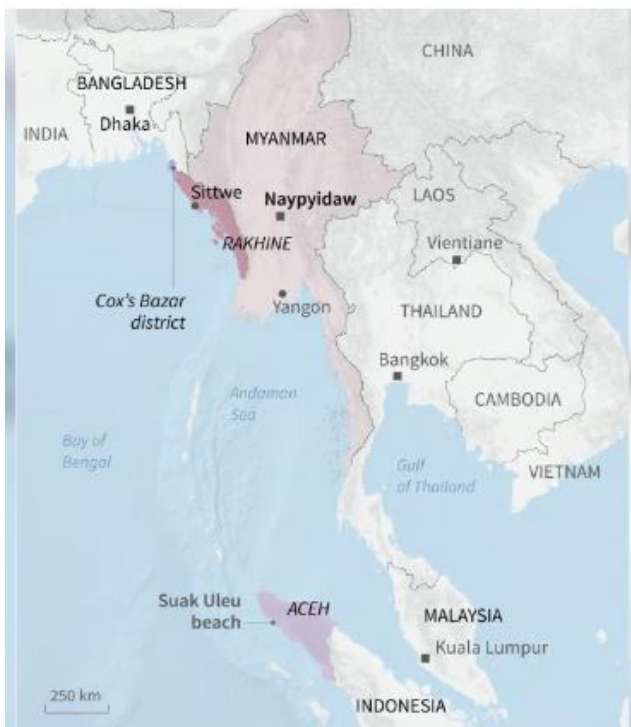 CHINA
BANGLADESH
Dhaka
INDIA
MYANMAR
Sittwe
Naypyidaw
LAOS
RAKHINE
Vientiane
Cox's Bazar
district
Yangon
THAILAND
Bangkok
Andaman
Sea
CAMBODIA
Bay of
Bengal
Gulf
of Thailand
VIETNAM
Suak Uleu
beach
ACEH
MALAYSIA
Kuala Lumpur
250 km
INDONESIA